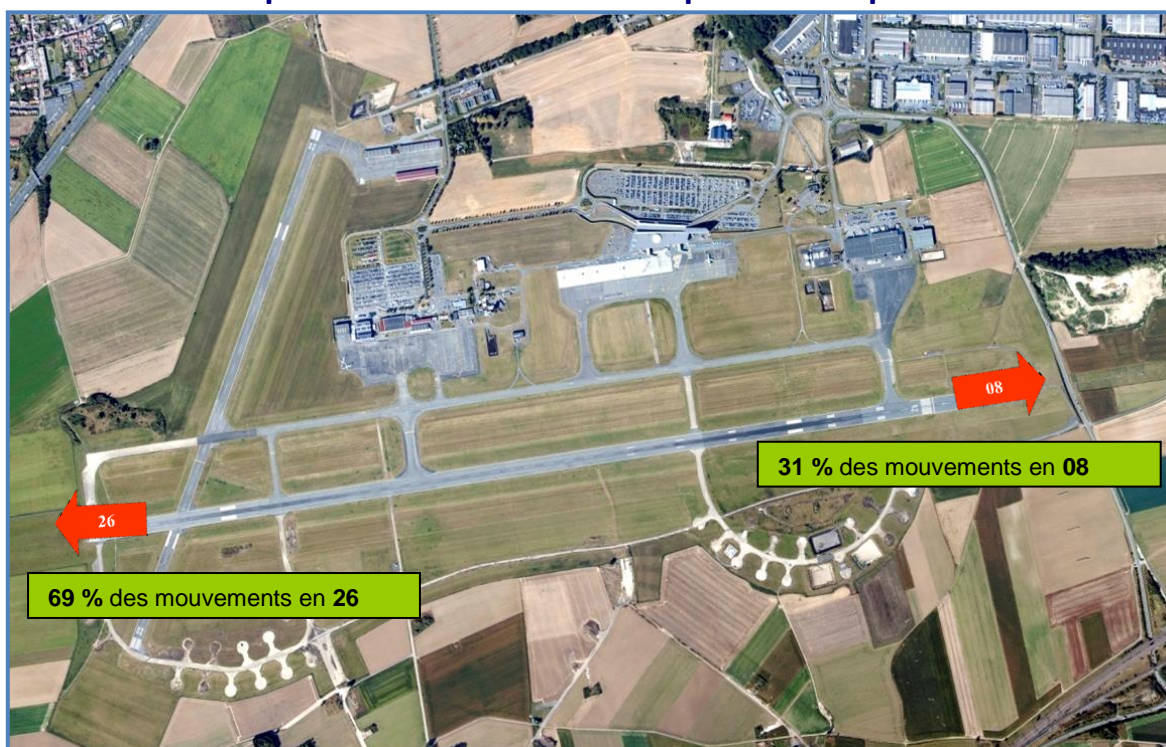 08
31 % des mouvements en 08
26
69 % des mouvements en 26